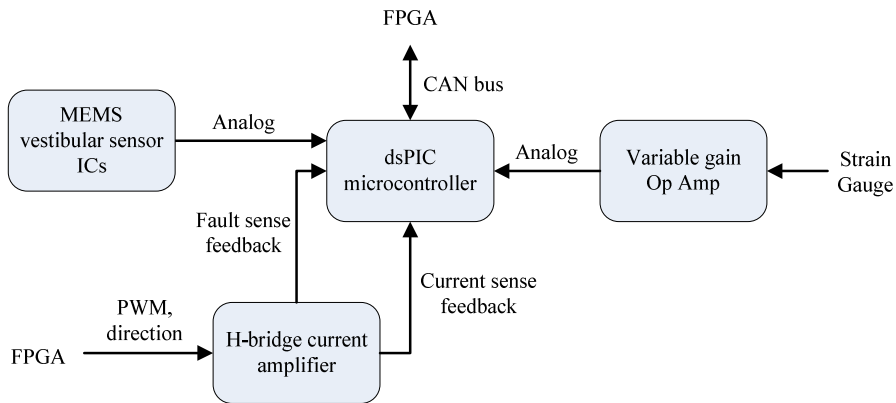 FPGA
CAN bus
MEMS
vestibular sensor
ICs
Analog
dsPIC
microcontroller
Analog
Variable gain
Op Amp
Strain
Gauge
Fault sense
feedback
Current sense
feedback
PWM,
direction
FPGA
H-bridge current
amplifier